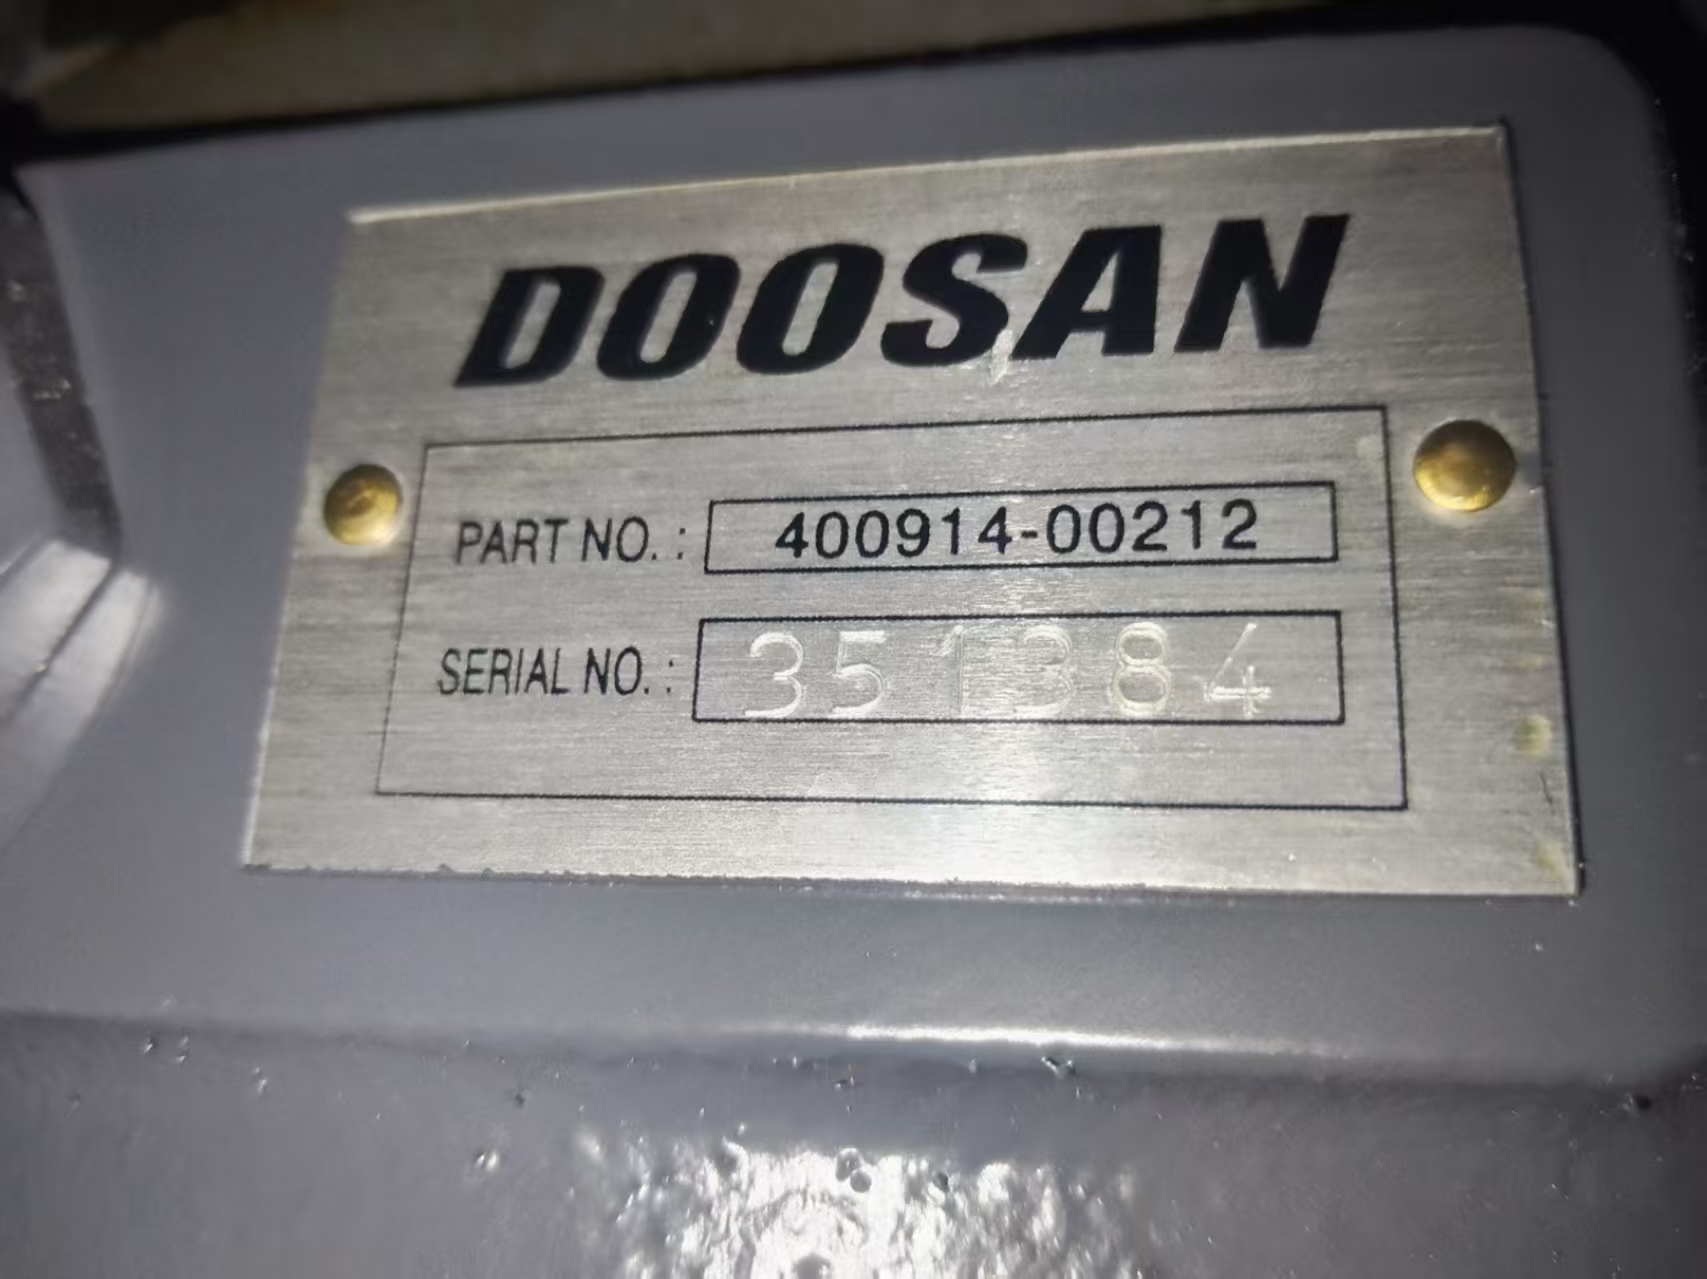 DOOSAN
PART NO. : 400914-00212
SERIAL NO. : 351384